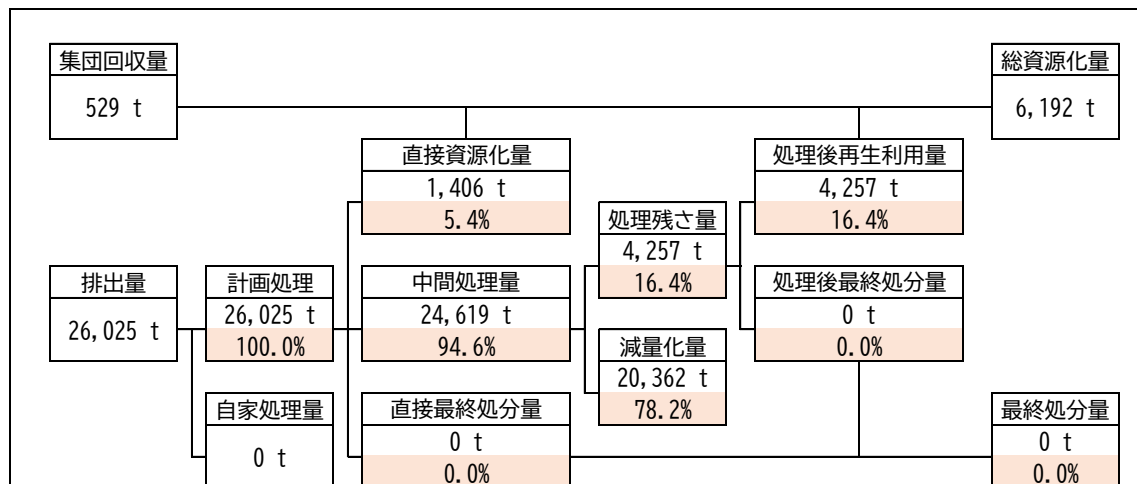 集団回収量
529 t
総資源化量
6,192 t
直接資源化量
1,406 t
5.4%
処理後再生利用量
4,257 t
16.4%
処理残さ量
4,257 t
16.4%
排出量
26,025 t
計画処理
26,025 t
100.0%
中間処理量
24,619 t
94.6%
処理後最終処分量
0 t
0.0%
減量化量
20,362 t
78.2%
自家処理量
0 t
直接最終処分量
0 t
0.0%
最終処分量
0 t
0.0%